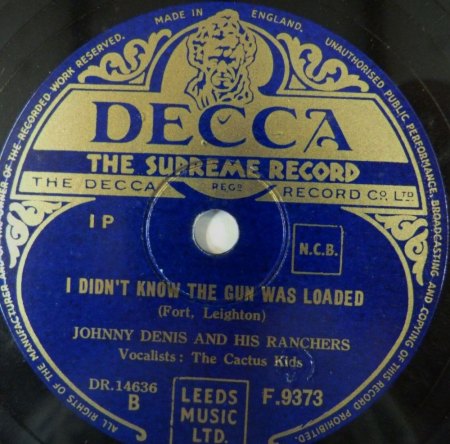 MADE IN ENGLAND.
ALL RIGHTS OF THE MANUFACTURER AND OF THE OWNER OF THE RECORDED WORK RESERVED.
UNAUTHORISED PUBLIC PERFORMANCE, BROADCASTING AND COPYING OF THIS RECORD PROHIBITED.
DECCA
THE SUPREME RECORD
THE DECCA REGD RECORD CO. LTD.
1 P
N.C.B.
I DIDN'T KNOW THE GUN WAS LOADED
(Fort, Leighton)
JOHNNY DENIS AND HIS RANCHERS
Vocalists : The Cactus Kids
DR.14636
B
LEEDS
MUSIC
LTD.
F.9373